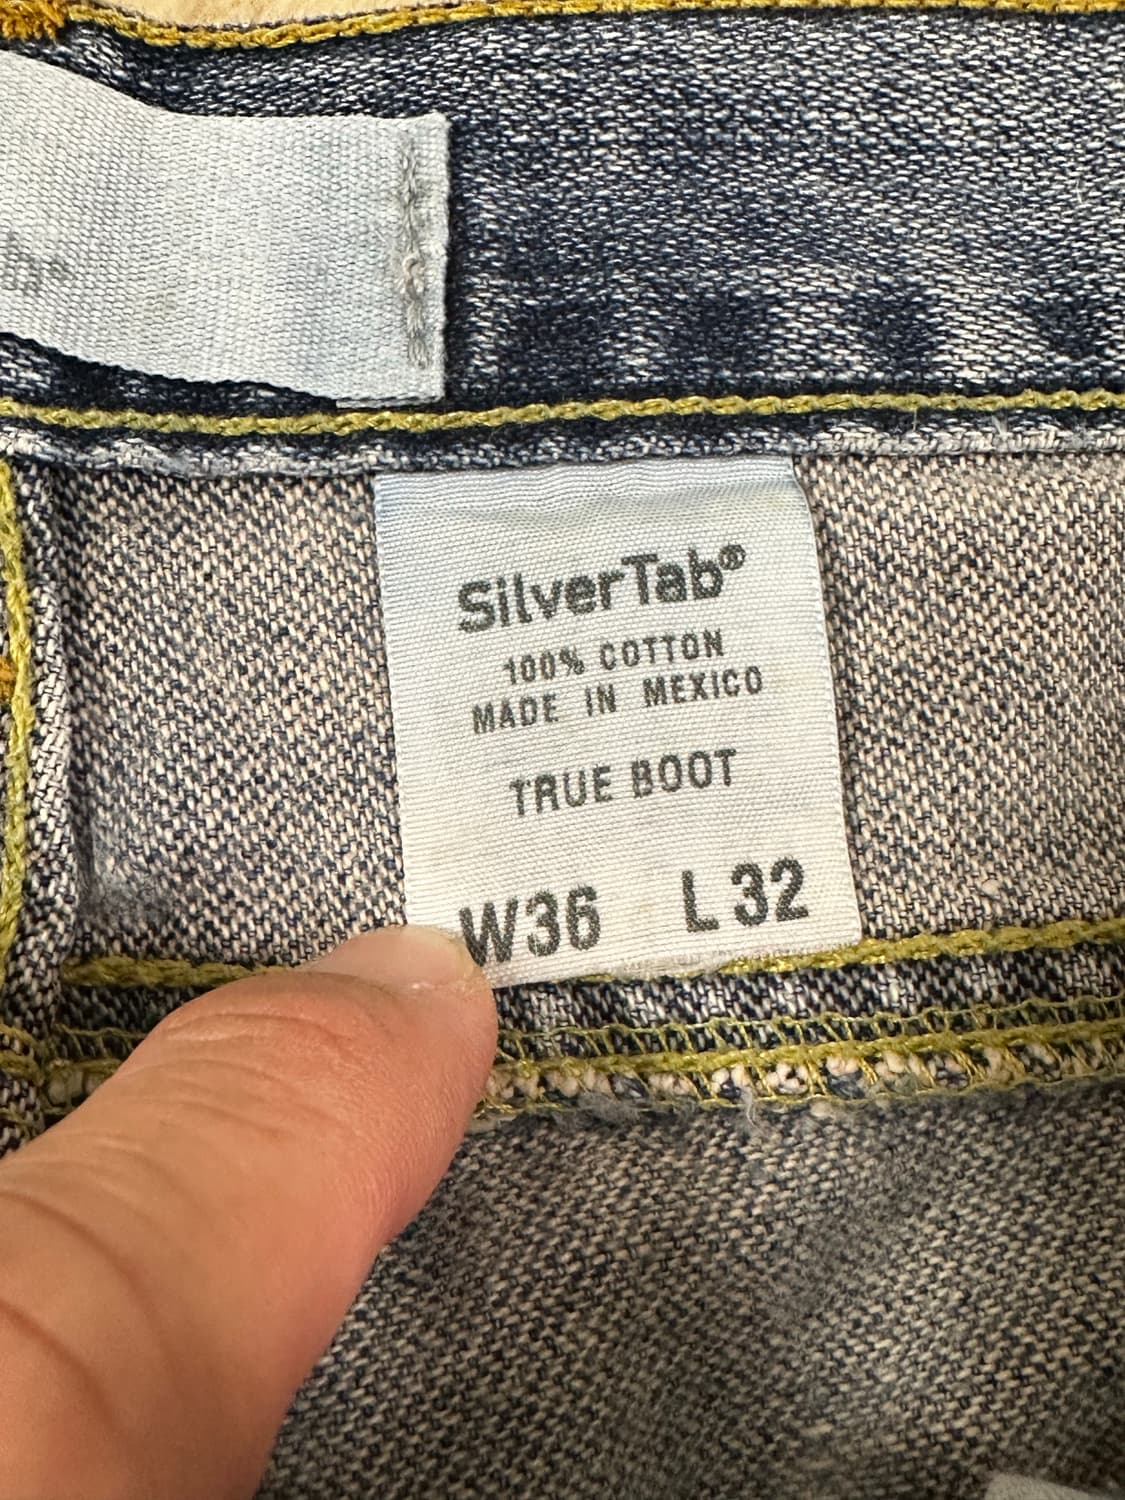 SilverTab®
100% COTTON
MADE IN MEXICO
TRUE BOOT
W36 L32